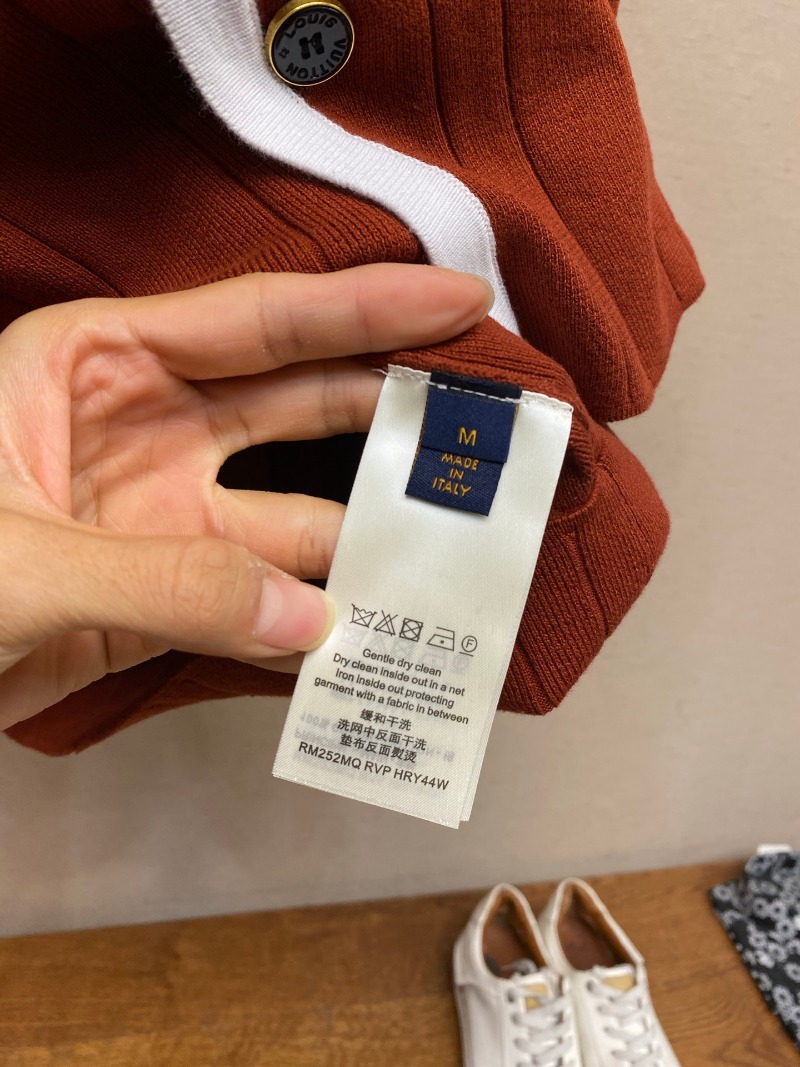 LOUIS VUITTON
M
MADE
IN
ITALY
F
Gentle dry clean
Dry clean inside out in a net
Iron inside out protecting
garment with a fabric in between
缓和干洗
洗网中反面干洗
垫布反面熨烫
RM252MQ RVP HRY44W